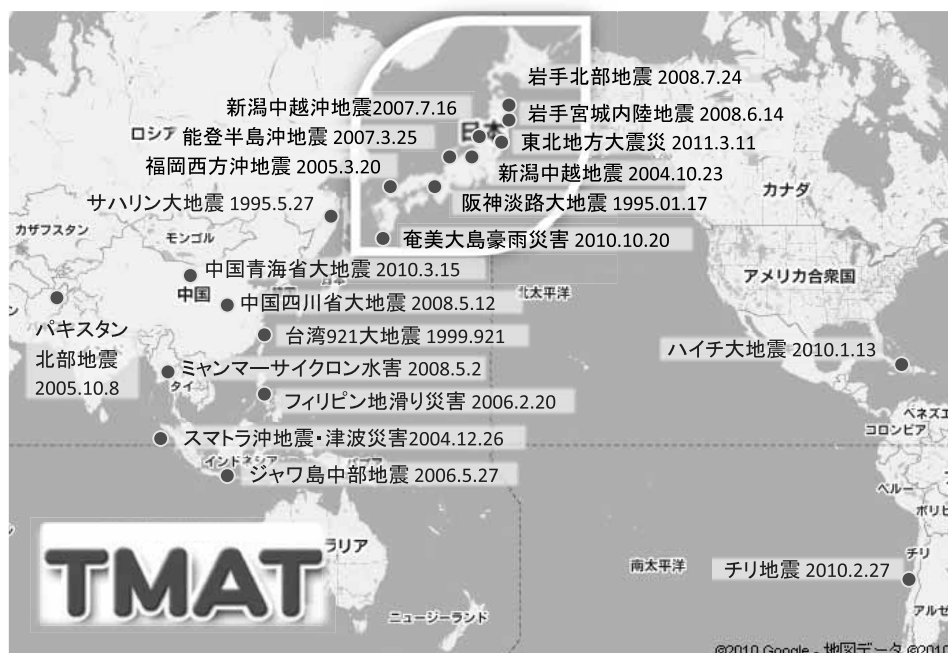 岩手北部地震 2008.7.24
新潟中越沖地震2007.7.16
岩手宮城内陸地震 2008.6.14
ロシア
日本
能登半島沖地震 2007.3.25
東北地方大震災 2011.3.11
福岡西方沖地震 2005.3.20
新潟中越地震 2004.10.23
カナダ
サハリン大地震 1995.5.27
阪神淡路大地震 1995.01.17
カザフスタン
モンゴル
奄美大島豪雨災害 2010.10.20
中国青海省大地震 2010.3.15
アメリカ合衆国
中国
北太平洋
中国四川省大地震 2008.5.12
パキスタン
北部地震
2005.10.8
台湾921大地震 1999.921
ハイチ大地震 2010.1.13
ミャンマーサイクロン水害 2008.5.2
タイ
フィリピン地滑り災害 2006.2.20
ベネズエ
コロンビア
スマトラ沖地震・津波災害2004.12.26
インドネシア
ジャワ島中部地震 2006.5.27
ペルー
ボリビ
TMAT
ラリア
南太平洋
チリ
チリ地震 2010.2.27
アルゼ
ニュージーランド
©2010 Google - 地図データ ©2010